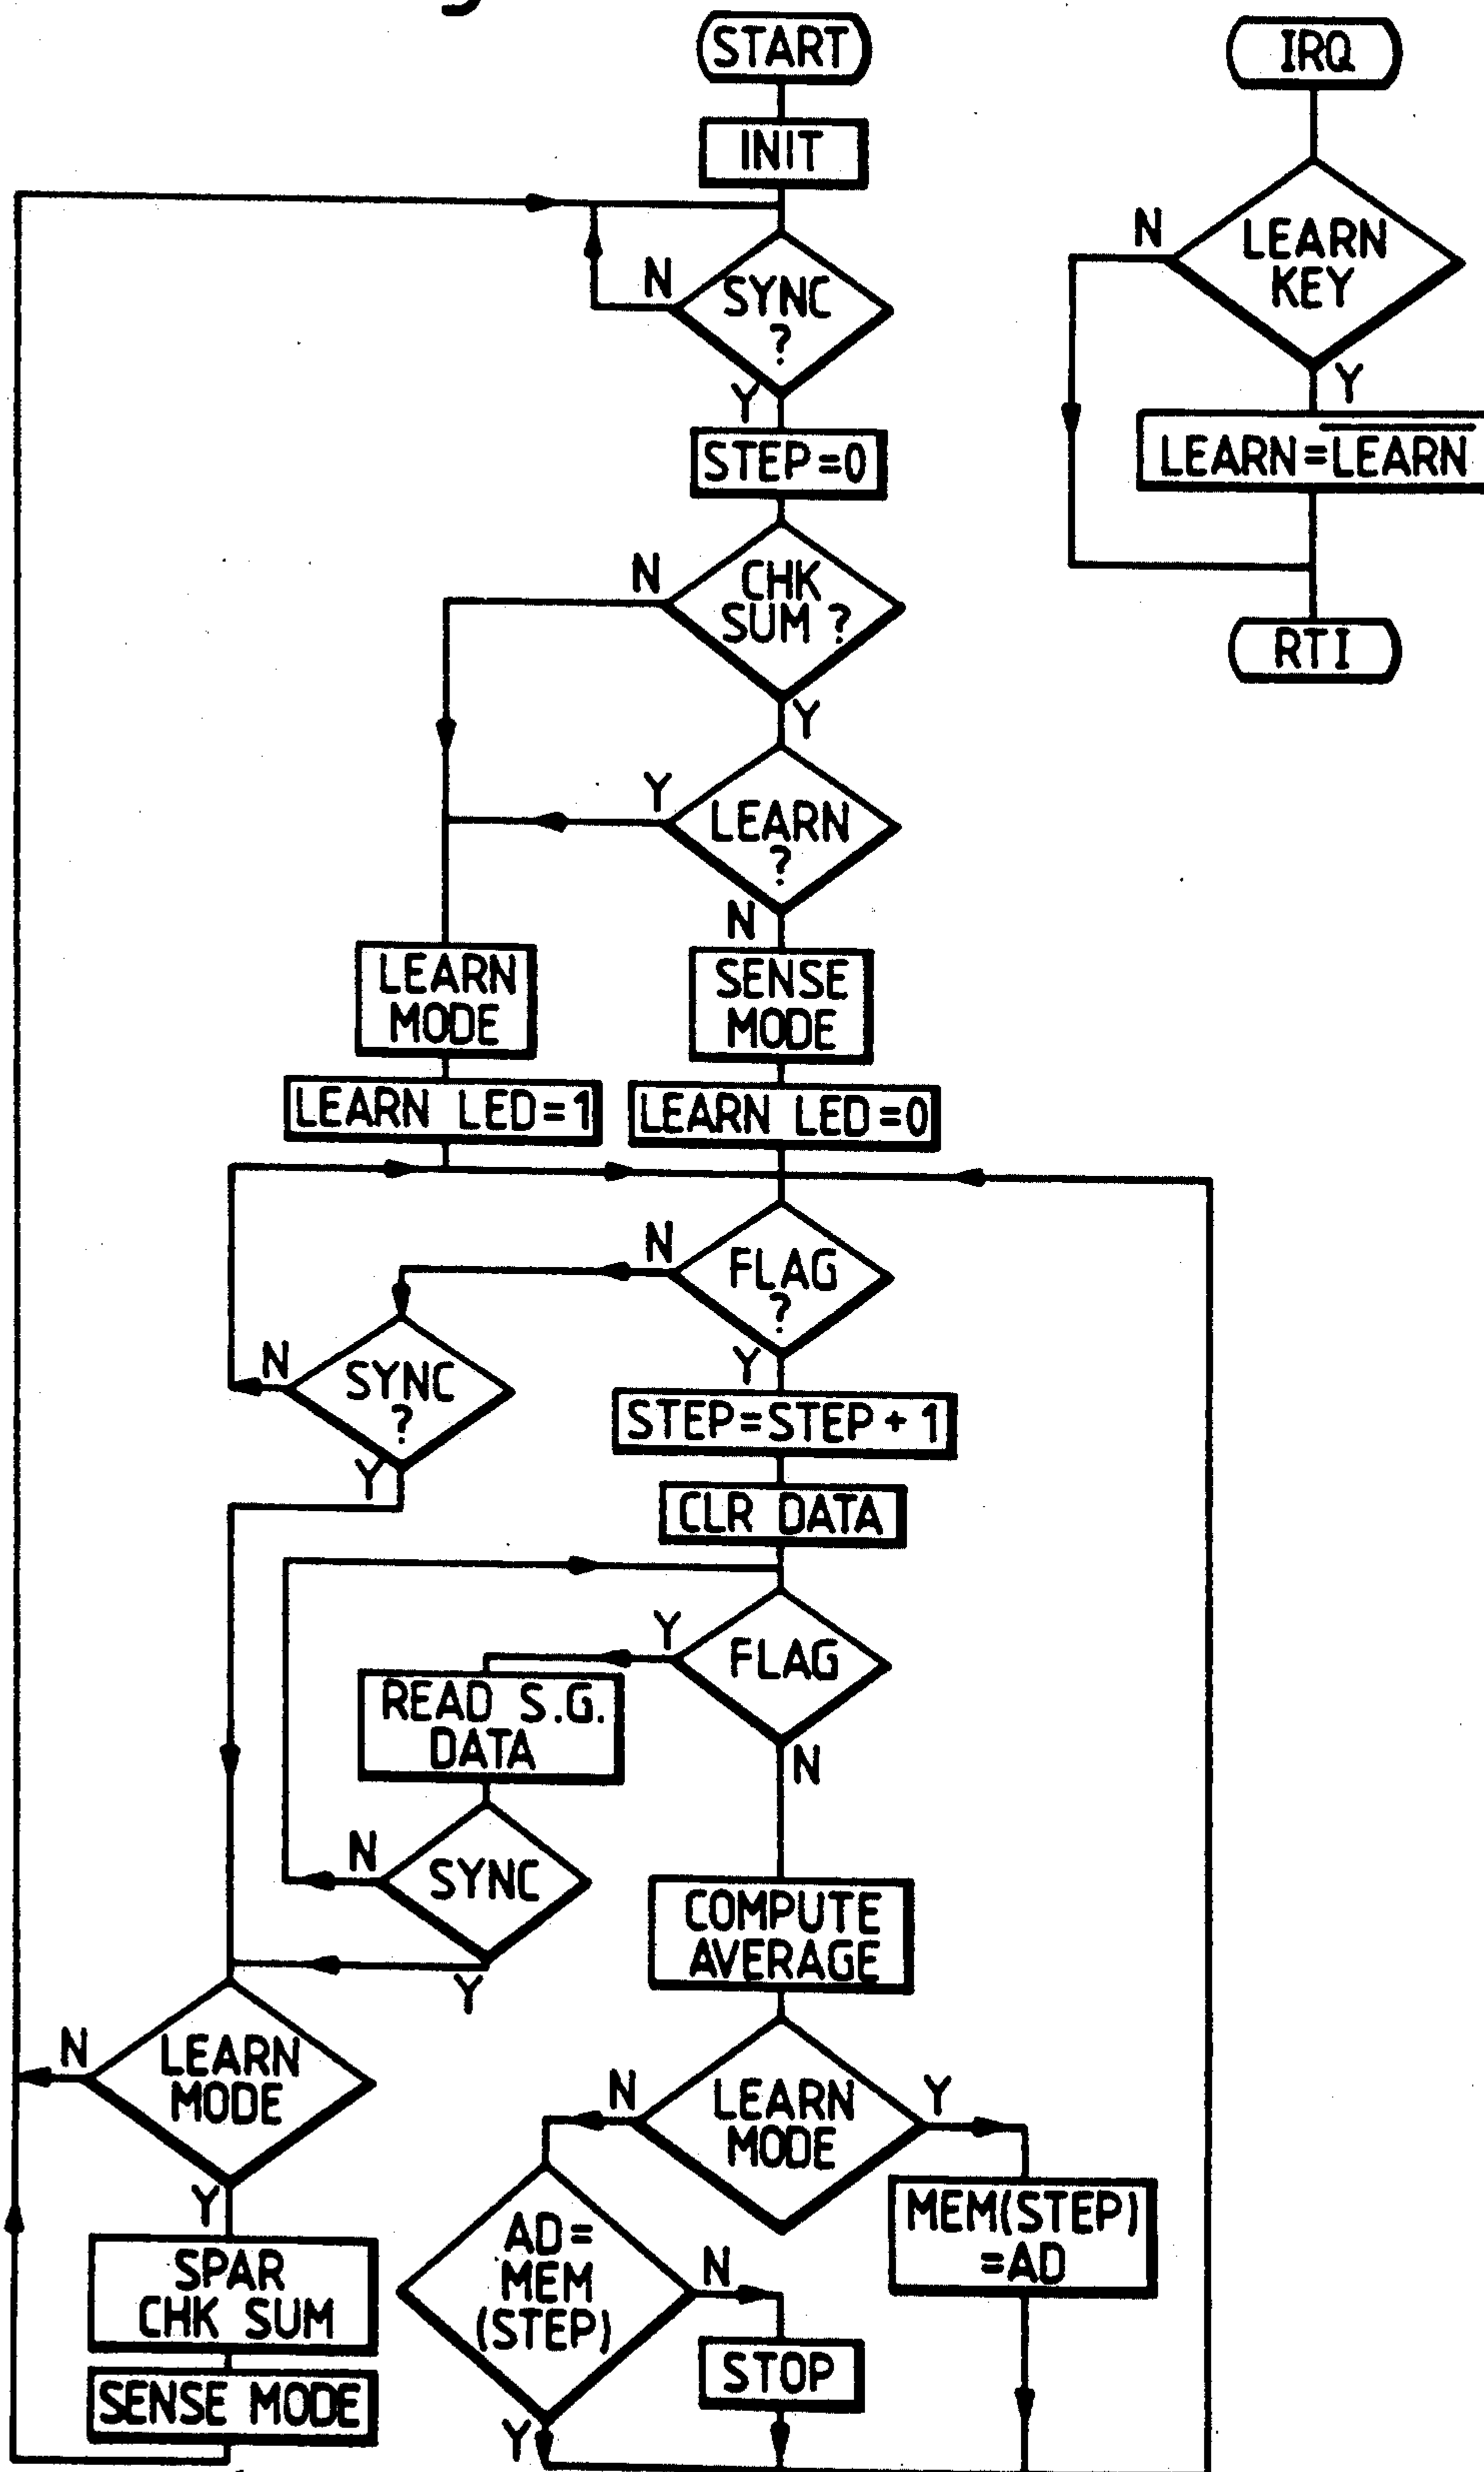 START
INIT
N
SYNC
?
Y
STEP=0
N
CHK
SUM ?
Y
Y
LEARN
?
N
LEARN
MODE
SENSE
MODE
LEARN LED=1
LEARN LED=0
N
FLAG
?
Y
N
SYNC
?
Y
STEP=STEP+1
CLR DATA
Y
FLAG
N
READ S.G.
DATA
N
SYNC
Y
COMPUTE
AVERAGE
N
LEARN
MODE
Y
N
LEARN
MODE
Y
SPAR
CHK SUM
SENSE MODE
AD=
MEM
(STEP)
N
Y
STOP
MEM(STEP)
=AD
IRQ
N
LEARN
KEY
Y
LEARN=LEARN
RTI